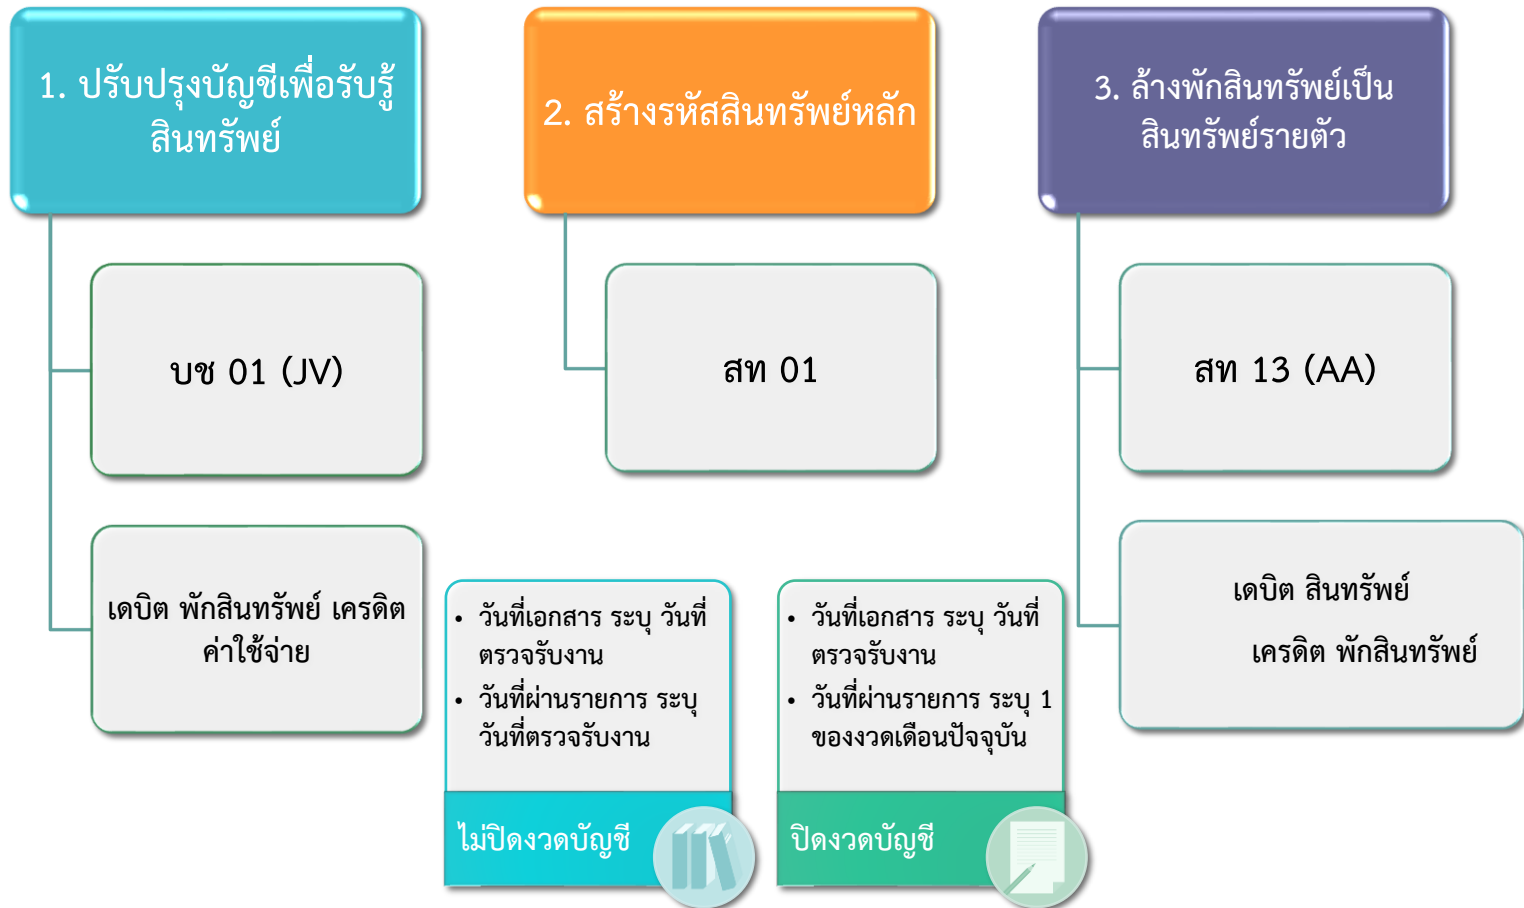 1. ปรับปรุงบัญชีเพื่อรับรู้
สินทรัพย์
บช 01 (JV)
เดบิต พักสินทรัพย์ เครดิต
ค่าใช้จ่าย
2. สร้างรหัสสินทรัพย์หลัก
สท 01
• วันที่เอกสาร ระบุ วันที่
ตรวจรับงาน
• วันที่ผ่านรายการ ระบุ
วันที่ตรวจรับงาน
ไม่ปิดงวดบัญชี
• วันที่เอกสาร ระบุ วันที่
ตรวจรับงาน
• วันที่ผ่านรายการ ระบุ 1
ของงวดเดือนปัจจุบัน
ปิดงวดบัญชี
3. ล้างพักสินทรัพย์เป็น
สินทรัพย์รายตัว
สท 13 (AA)
เดบิต สินทรัพย์
เครดิต พักสินทรัพย์